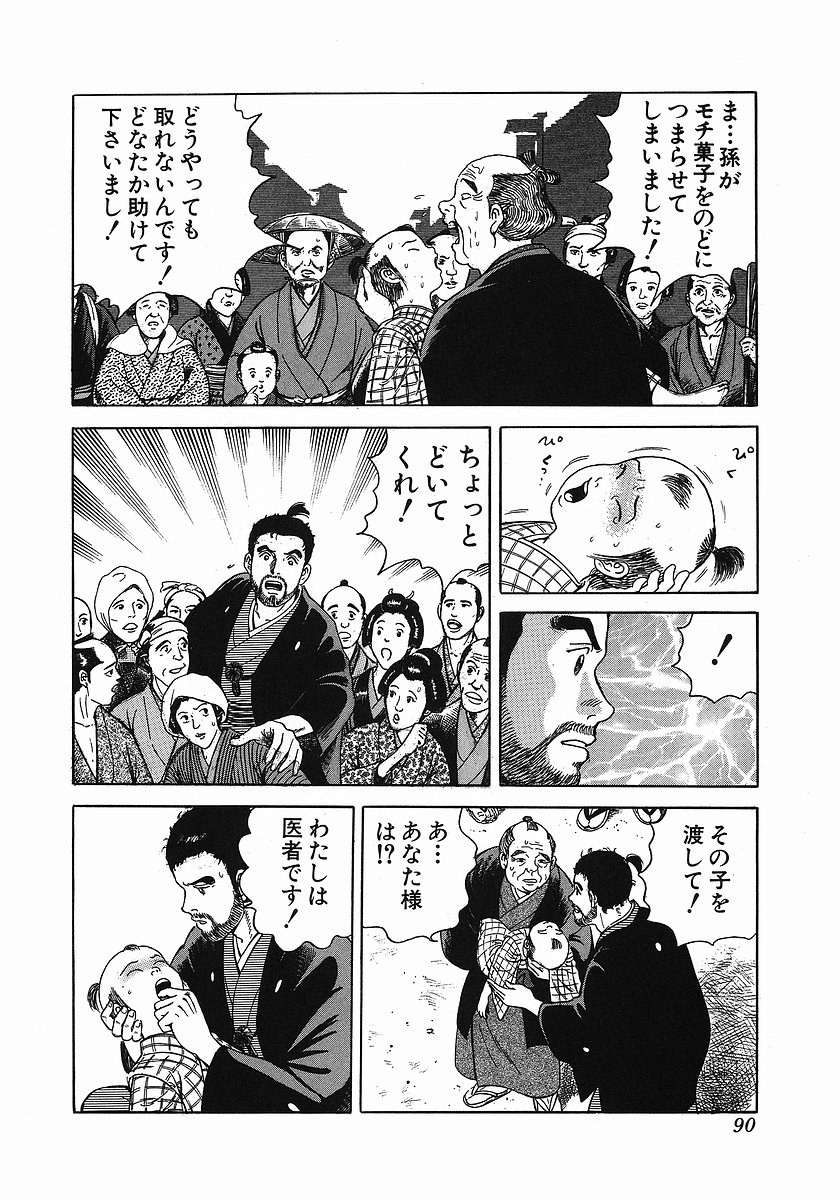 ま…孫が
モチ菓子をのどに
つまらせて
しまいました!
どうやっても
取れないんです!
どなたか助けて
下さいまし!
ぴくっ
ぴく
ちょっと
どいて
くれ!
!
その子を
渡して!
あ…
あなた様
は!?
わたしは
医者です!
90